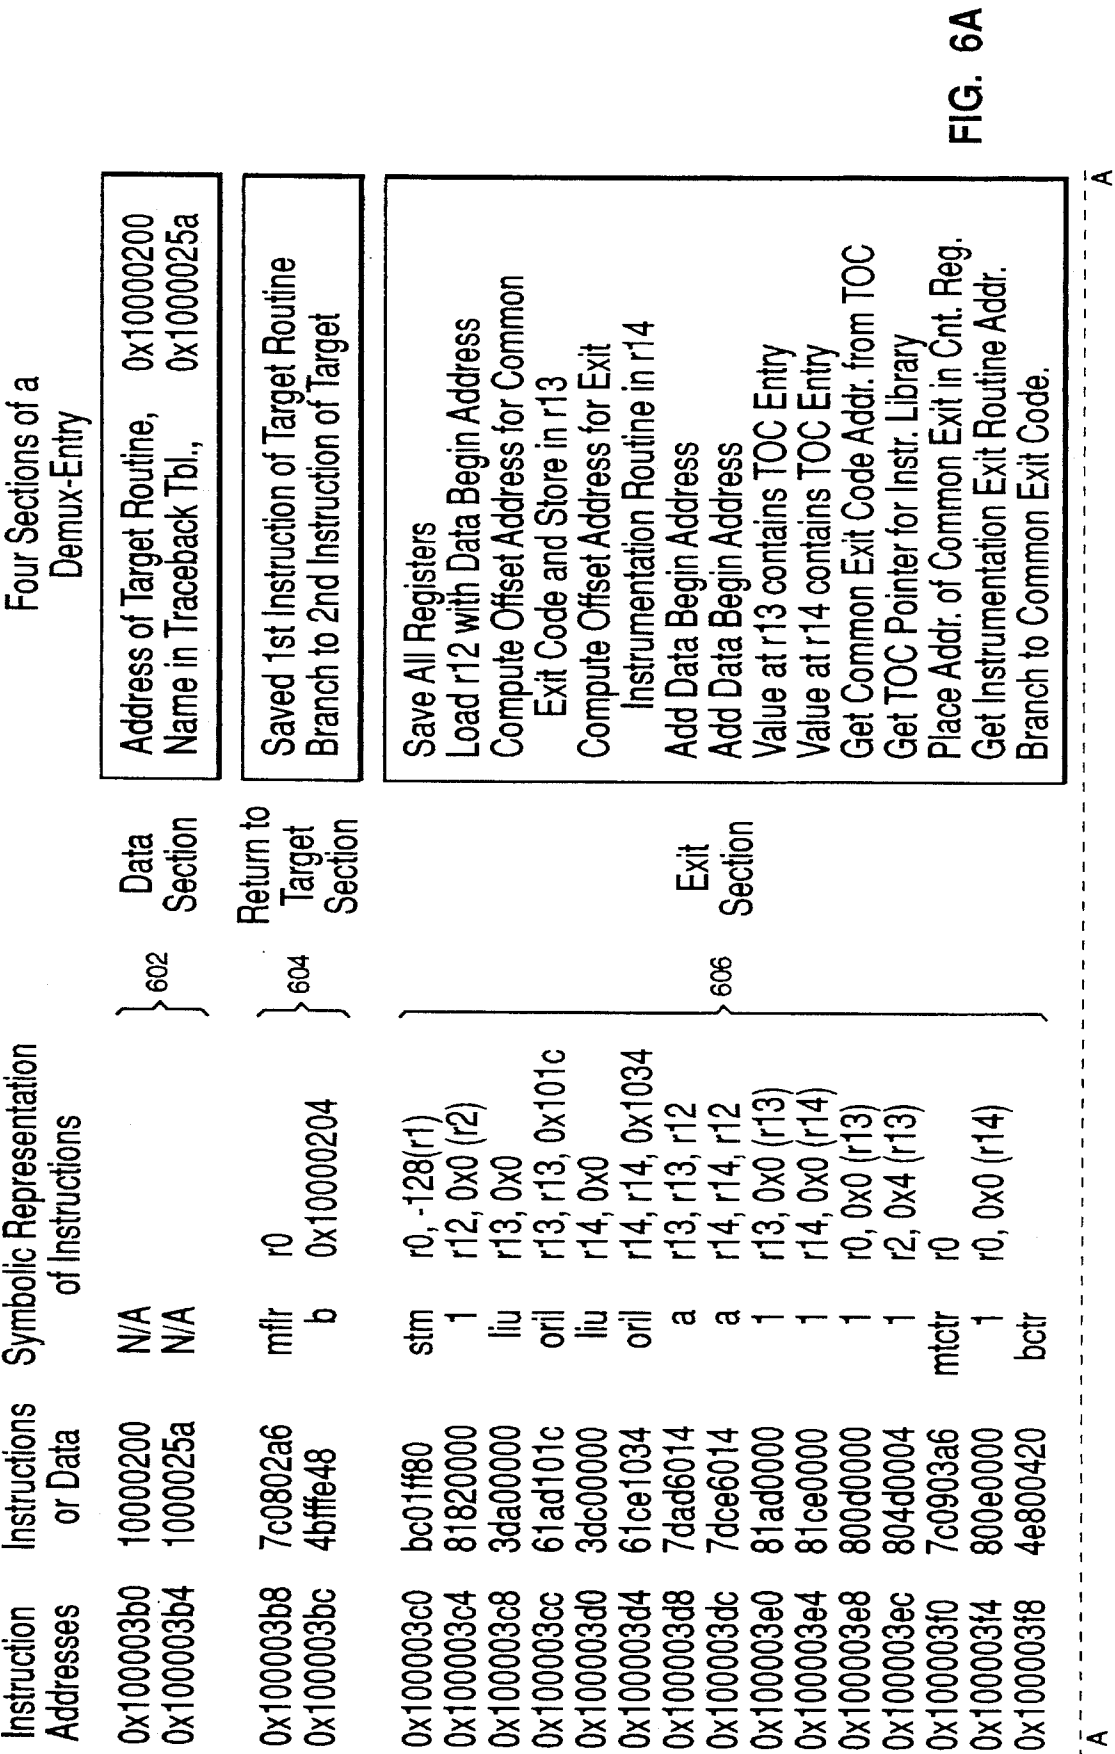 Instruction Addresses   Instructions or Data   Symbolic Representation of Instructions   Four Sections of a Demux-Entry
0x100003b0   10000200   N/A   602   Data Section   Address of Target Routine,   0x10000200
0x100003b4   1000025a   N/A   Name in Traceback Tbl.,   0x1000025a
0x100003b8   7c0802a6   mflr   r0   604   Return to Target Section   Saved 1st Instruction of Target Routine
0x100003bc   4bfffe48   b   0x10000204   Branch to 2nd Instruction of Target
0x100003c0   bc01ff80   stm   r0, -128(r1)   606   Exit Section   Save All Registers
0x100003c4   81820000   1   r12, 0x0 (r2)   Load r12 with Data Begin Address
0x100003c8   3da00000   liu   r13, 0x0   Compute Offset Address for Common
0x100003cc   61ad101c   oril   r13, r13, 0x101c   Exit Code and Store in r13
0x100003d0   3dc00000   liu   r14, 0x0   Compute Offset Address for Exit
0x100003d4   61ce1034   oril   r14, r14, 0x1034   Instrumentation Routine in r14
0x100003d8   7dad6014   a   r13, r13, r12   Add Data Begin Address
0x100003dc   7dce6014   a   r14, r14, r12   Add Data Begin Address
0x100003e0   81ad0000   1   r13, 0x0 (r13)   Value at r13 contains TOC Entry
0x100003e4   81ce0000   1   r14, 0x0 (r14)   Value at r14 contains TOC Entry
0x100003e8   800d0000   1   r0, 0x0 (r13)   Get Common Exit Code Addr. from TOC
0x100003ec   804d0004   1   r2, 0x4 (r13)   Get TOC Pointer for Instr. Library
0x100003f0   7c0903a6   mtctr   r0   Place Addr. of Common Exit in Cnt. Reg.
0x100003f4   800e0000   1   r0, 0x0 (r14)   Get Instrumentation Exit Routine Addr.
0x100003f8   4e800420   bctr   Branch to Common Exit Code.
A   A
FIG. 6A